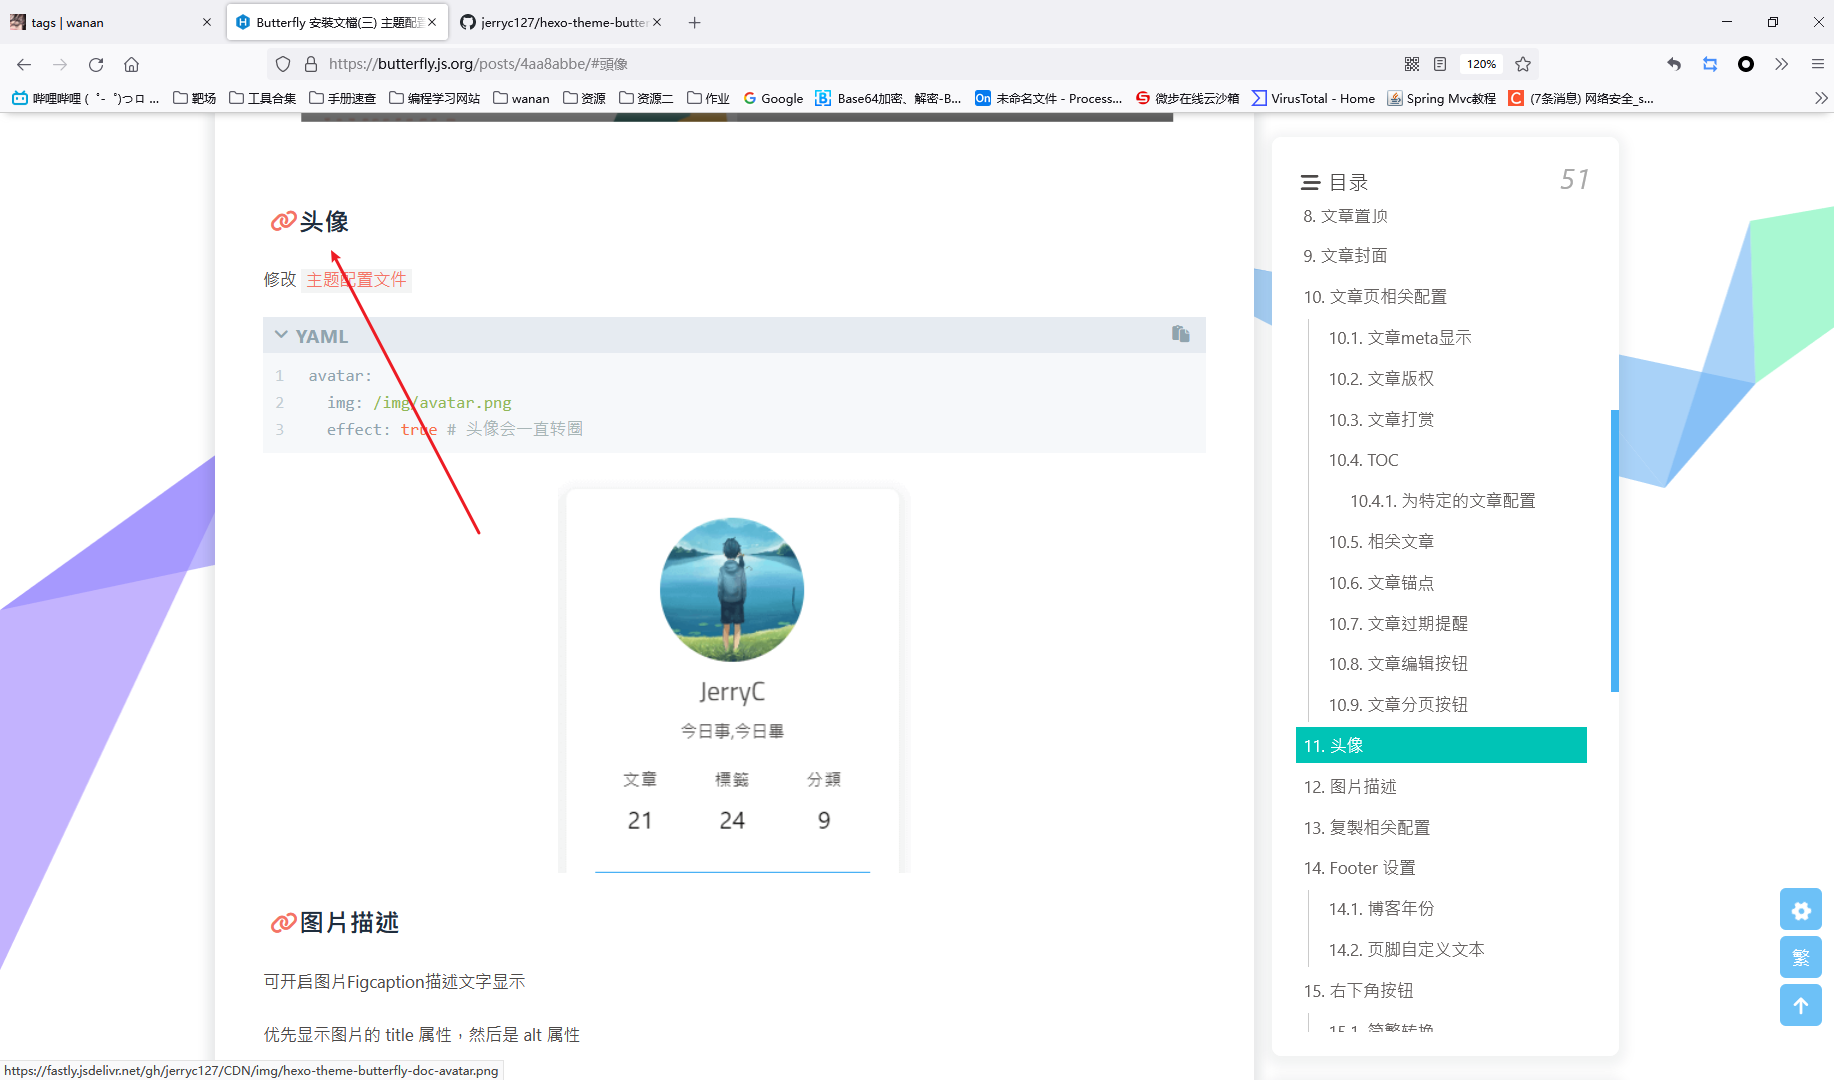 tags | wanan
Butterfly 安裝文檔(三) 主題配
jerryc127/hexo-theme-butter
https://butterfly.js.org/posts/4aa8abbe/#頭像
120%
哔哩哔哩 ( ゜- ゜)つロ ...
靶场
工具合集
手册速查
编程学习网站
wanan
资源
资源二
作业
Google
Base64加密、解密-B...
未命名文件 - Process...
微步在线云沙箱
VirusTotal - Home
Spring Mvc教程
(7条消息) 网络安全_s...
头像
修改 主题配置文件
YAML
1 avatar:
2 img: /img/avatar.png
3 effect: true # 头像会一直转圈
JerryC
今日事,今日畢
文章 標籤 分類
21 24 9
图片描述
可开启图片Figcaption描述文字显示
优先显示图片的 title 属性，然后是 alt 属性
目录 51
8. 文章置顶
9. 文章封面
10. 文章页相关配置
10.1. 文章meta显示
10.2. 文章版权
10.3. 文章打赏
10.4. TOC
10.4.1. 为特定的文章配置
10.5. 相关文章
10.6. 文章锚点
10.7. 文章过期提醒
10.8. 文章编辑按钮
10.9. 文章分页按钮
11. 头像
12. 图片描述
13. 复製相关配置
14. Footer 设置
14.1. 博客年份
14.2. 页脚自定义文本
15. 右下角按钮
15.1. 简繁转换
繁
https://fastly.jsdelivr.net/gh/jerryc127/CDN/img/hexo-theme-butterfly-doc-avatar.png